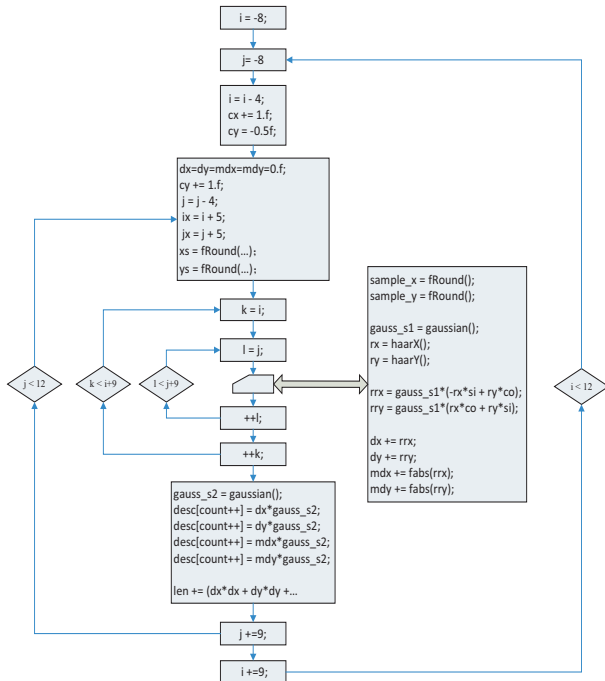 i = -8;
j= -8
i = i - 4;
cx += 1.f;
cy = -0.5f;
dx=dy=mdx=mdy=0.f;
cy += 1.f;
j = j - 4;
ix = i + 5;
jx = j + 5;
xs = fRound(...);
ys = fRound(...);
k = i;
l = j;
++l;
++k;
j < 12
k < i+9
l < j+9
sample_x = fRound();
sample_y = fRound();
gauss_s1 = gaussian();
rx = haarX();
ry = haarY();
rrx = gauss_s1*(-rx*si + ry*co);
rry = gauss_s1*(rx*co + ry*si);
dx += rrx;
dy += rry;
mdx += fabs(rrx);
mdy += fabs(rry);
i < 12
gauss_s2 = gaussian();
desc[count++] = dx*gauss_s2;
desc[count++] = dy*gauss_s2;
desc[count++] = mdx*gauss_s2;
desc[count++] = mdy*gauss_s2;
len += (dx*dx + dy*dy +...
j +=9;
i +=9;